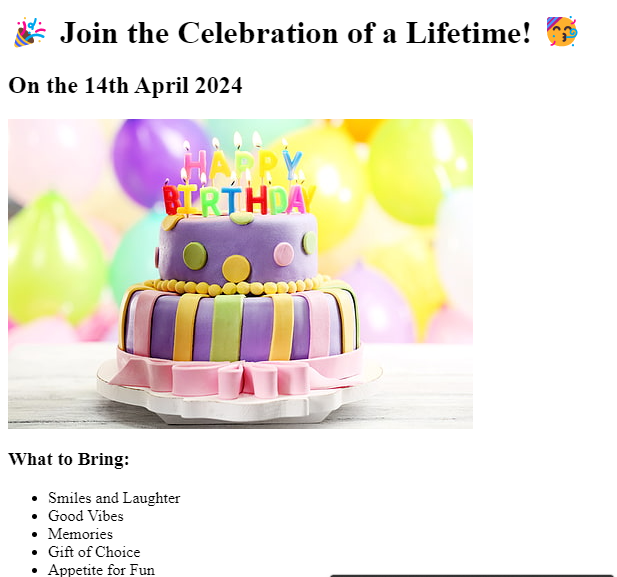 🎉 Join the Celebration of a Lifetime! 🥳
On the 14th April 2024
HAPPY
BIRTHDAY
What to Bring:
• Smiles and Laughter
• Good Vibes
• Memories
• Gift of Choice
• Appetite for Fun